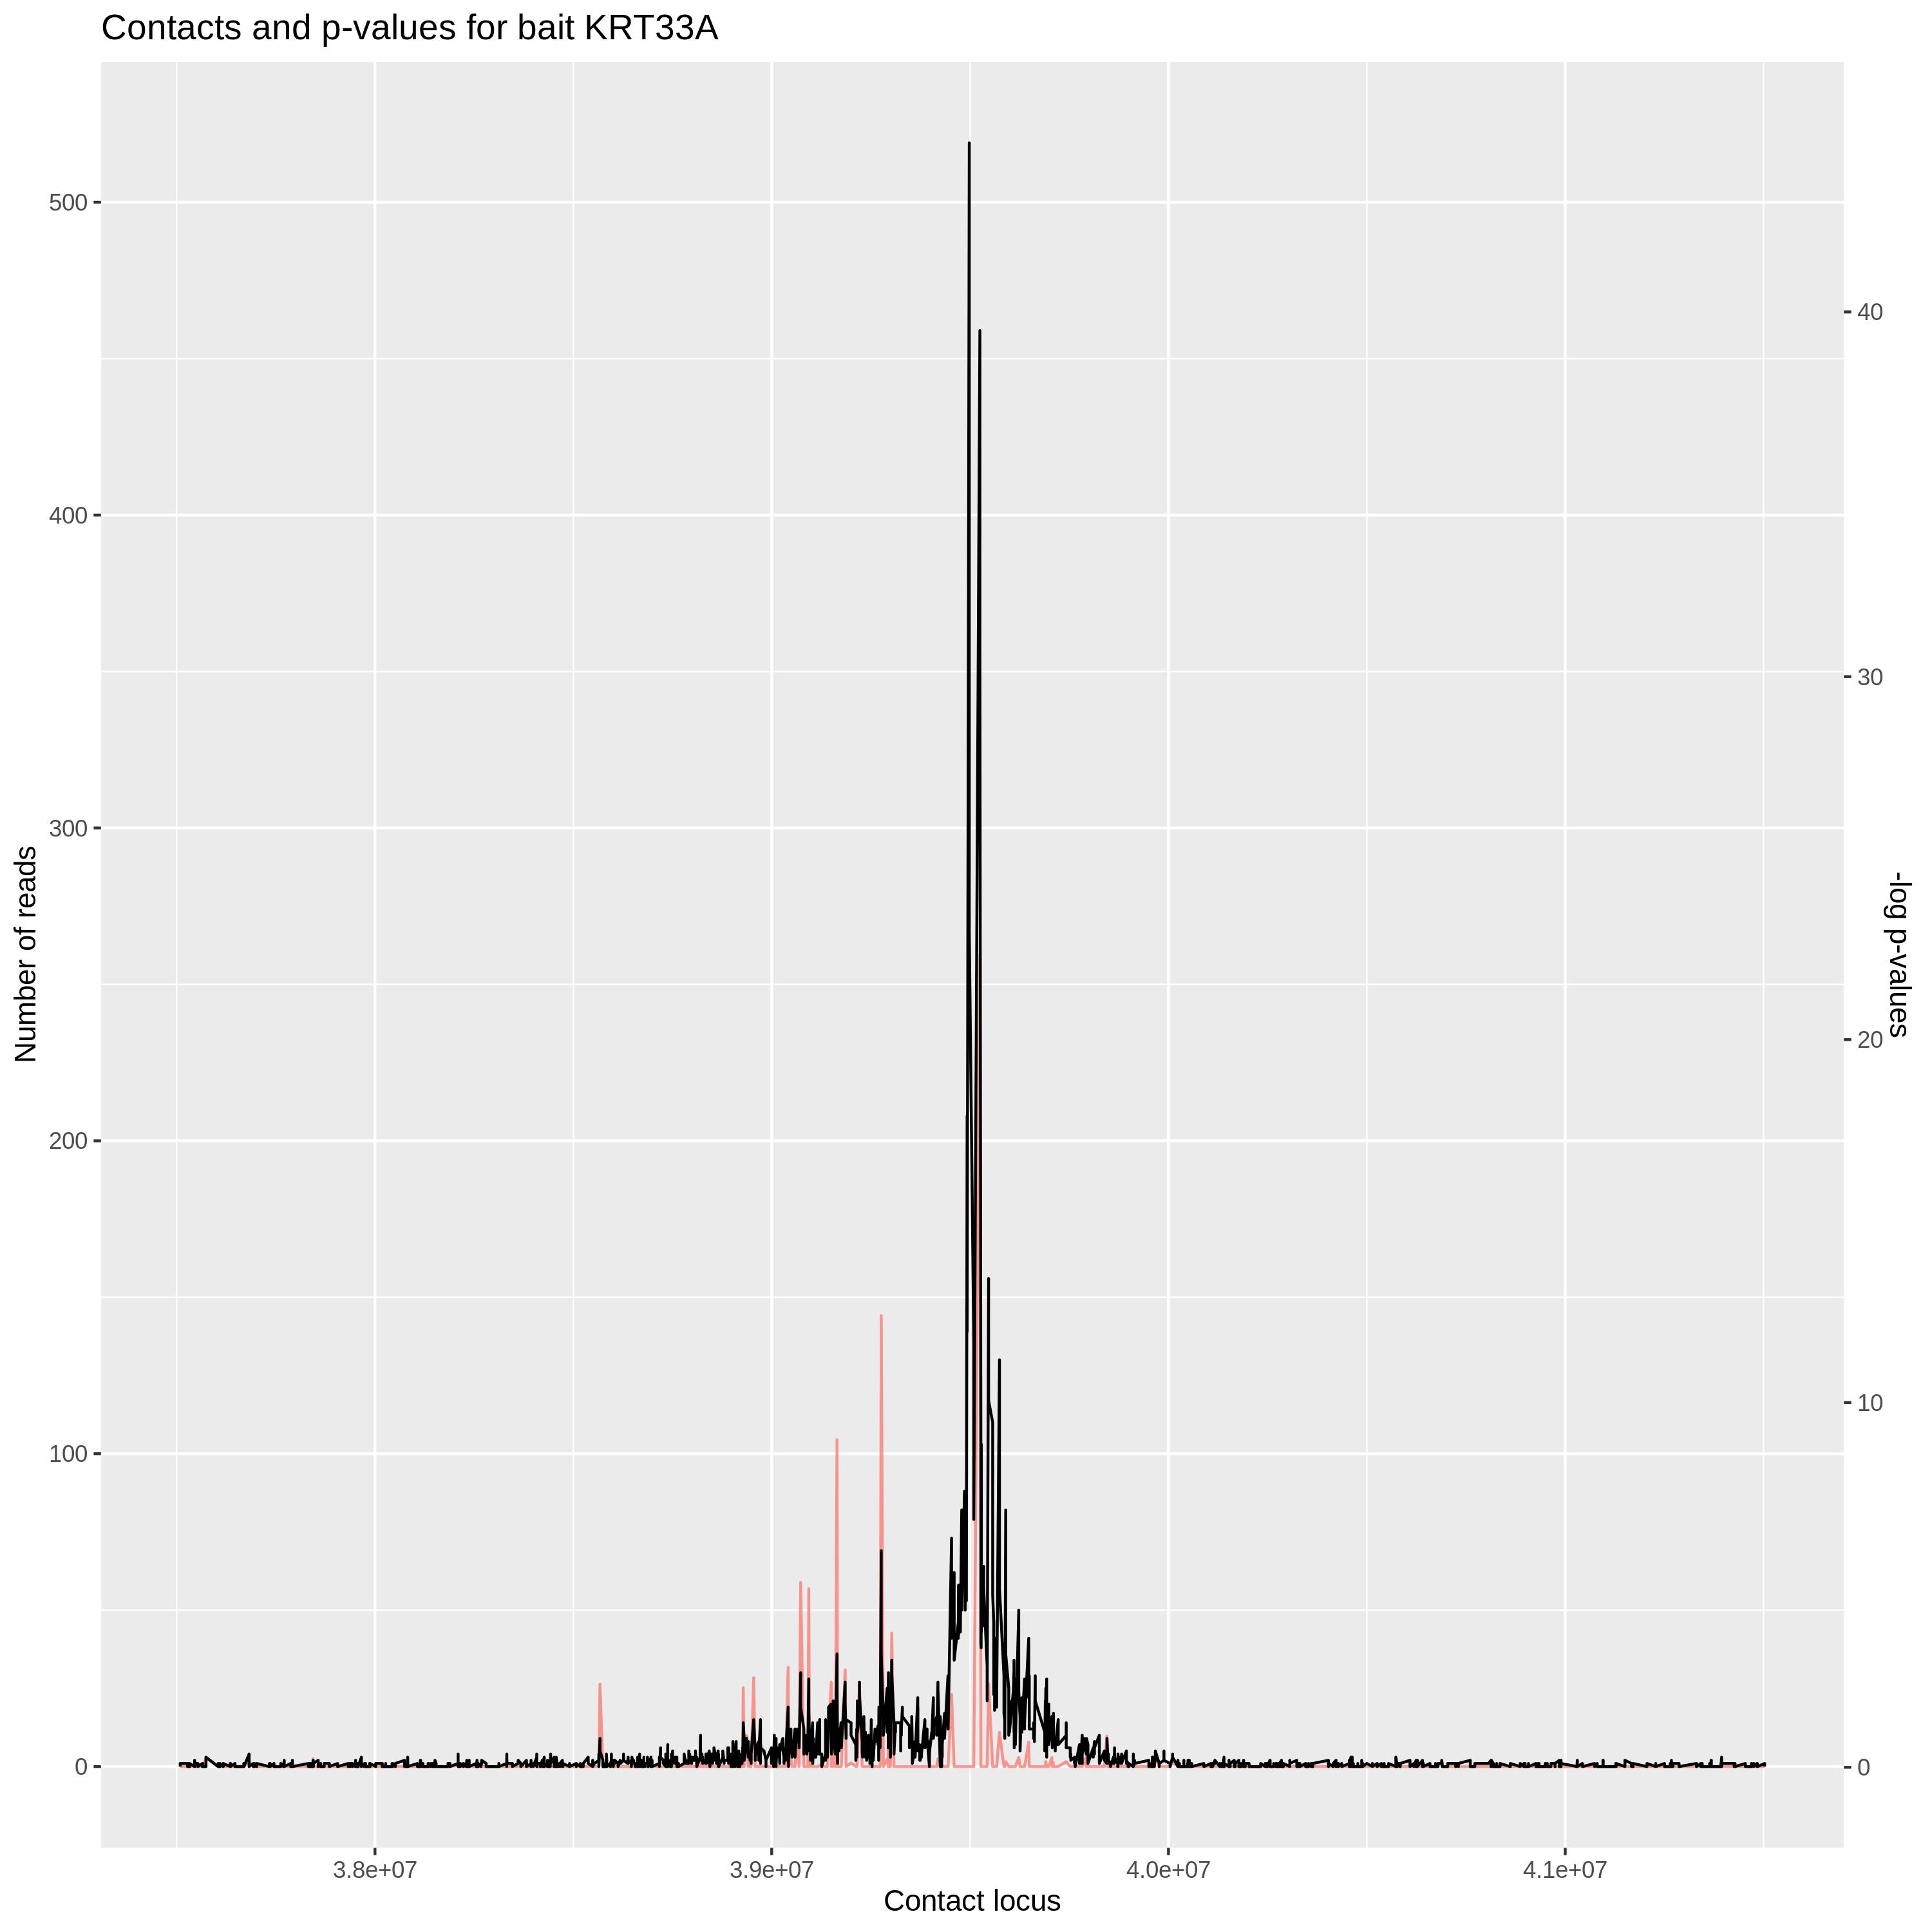 Contacts and p-values for bait KRT33A
500
400
300
200
100
0
Number of reads
40
30
20
10
0
-log p-values
3.8e+07 3.9e+07 4.0e+07 4.1e+07
Contact locus